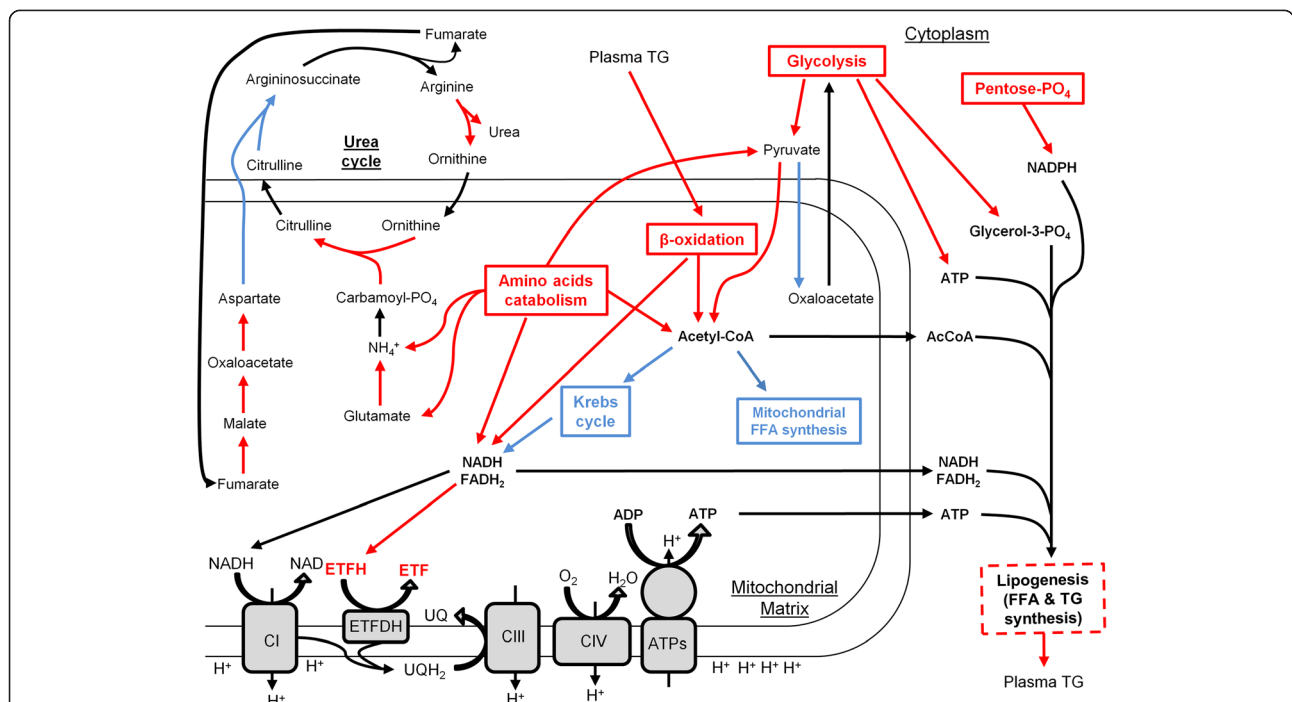 Cytoplasm
Fumarate
Argininosuccinate
Arginine
Urea
Urea
cycle
Citrulline
Ornithine
Plasma TG
Glycolysis
Pentose-PO₄
Pyruvate
NADPH
Citrulline
Ornithine
β-oxidation
Glycerol-3-PO₄
Aspartate
Carbamoyl-PO₄
Amino acids
catabolism
Oxaloacetate
ATP
NH₄⁺
Acetyl-CoA
AcCoA
Oxaloacetate
Malate
Glutamate
Krebs
cycle
Mitochondrial
FFA synthesis
Fumarate
NADH
FADH₂
NADH
FADH₂
ADP
ATP
ATP
H⁺
NADH
NAD
ETFH
ETF
O₂
H₂O
Mitochondrial
Matrix
Lipogenesis
(FFA & TG
synthesis)
UQ
CI
ETFDH
CIII
CIV
ATPs
H⁺
H⁺
UQH₂
H⁺ H⁺ H⁺ H⁺
H⁺
H⁺
H⁺
Plasma TG